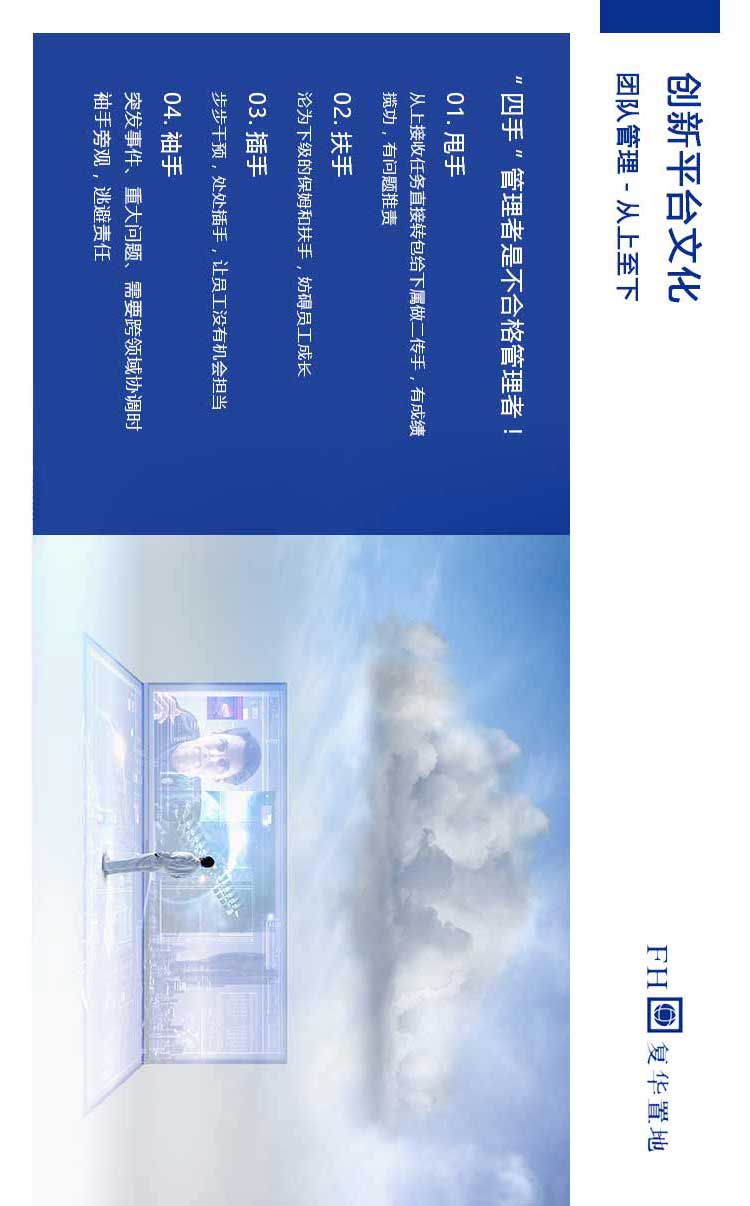 创新平台文化
团队管理 - 从上至下
FH 复华置地
“四手”管理者是不合格管理者！
01. 甩手
从上接收任务直接转包给下属做二传手，有成绩
揽功，有问题推责
02. 扶手
沦为下级的保姆和扶手，妨碍员工成长
03. 插手
步步干预，处处插手，让员工没有机会担当
04. 袖手
突发事件、重大问题、需要跨领域协调时
袖手旁观，逃避责任